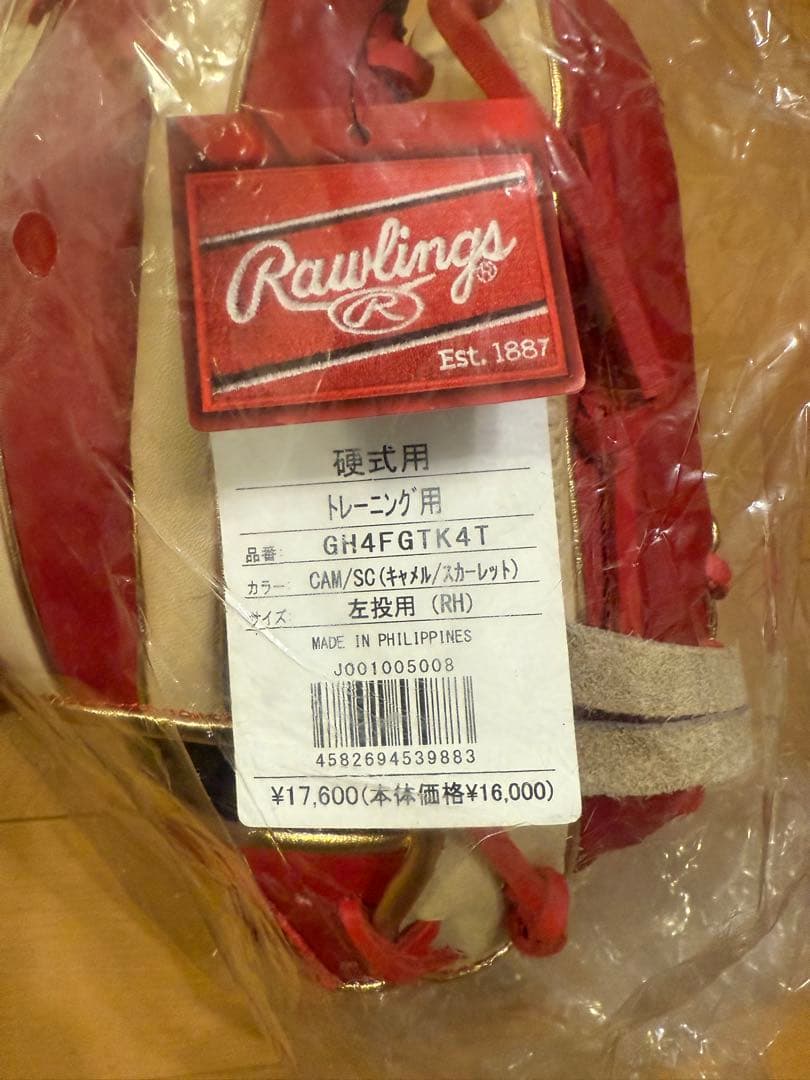 Rawlings®
R
Est. 1887
硬式用
トレーニング用
品番: GH4FGTK4T
カラー: CAM/SC(キャメル/スカーレット)
サイズ: 左投用 (RH)
MADE IN PHILIPPINES
J001005008
4582694539883
¥17,600(本体価格¥16,000)